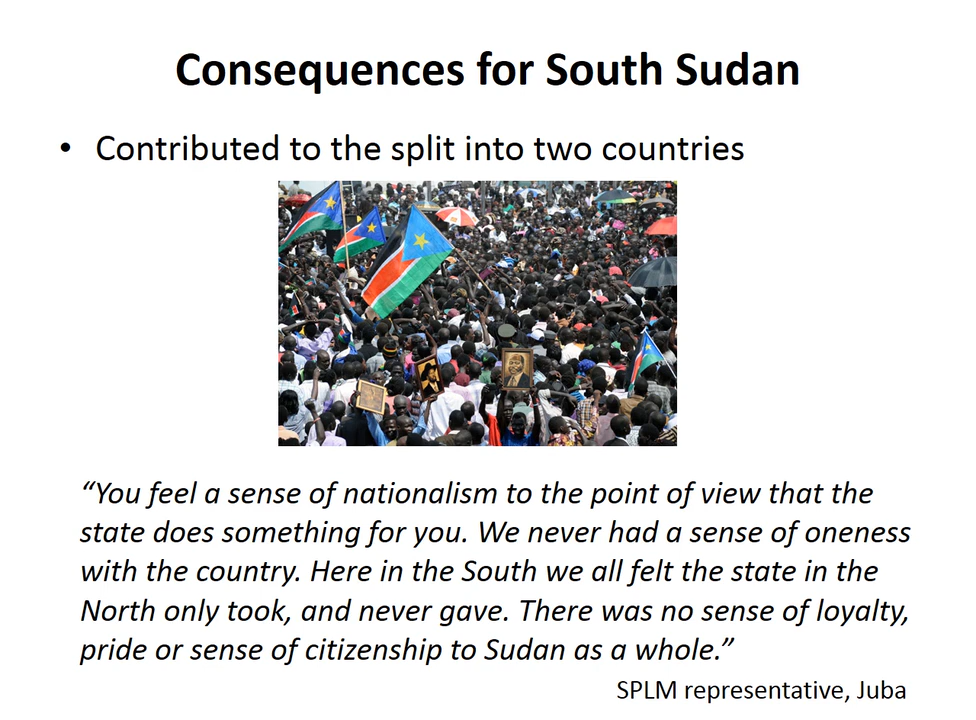 Consequences for South Sudan
• Contributed to the split into two countries
“You feel a sense of nationalism to the point of view that the
state does something for you. We never had a sense of oneness
with the country. Here in the South we all felt the state in the
North only took, and never gave. There was no sense of loyalty,
pride or sense of citizenship to Sudan as a whole.”
SPLM representative, Juba